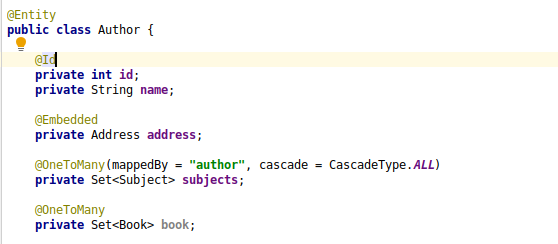 @Entity
public class Author {
@Id
private int id;
private String name;
@Embedded
private Address address;
@OneToMany(mappedBy = "author", cascade = CascadeType.ALL)
private Set<Subject> subjects;
@OneToMany
private Set<Book> book;